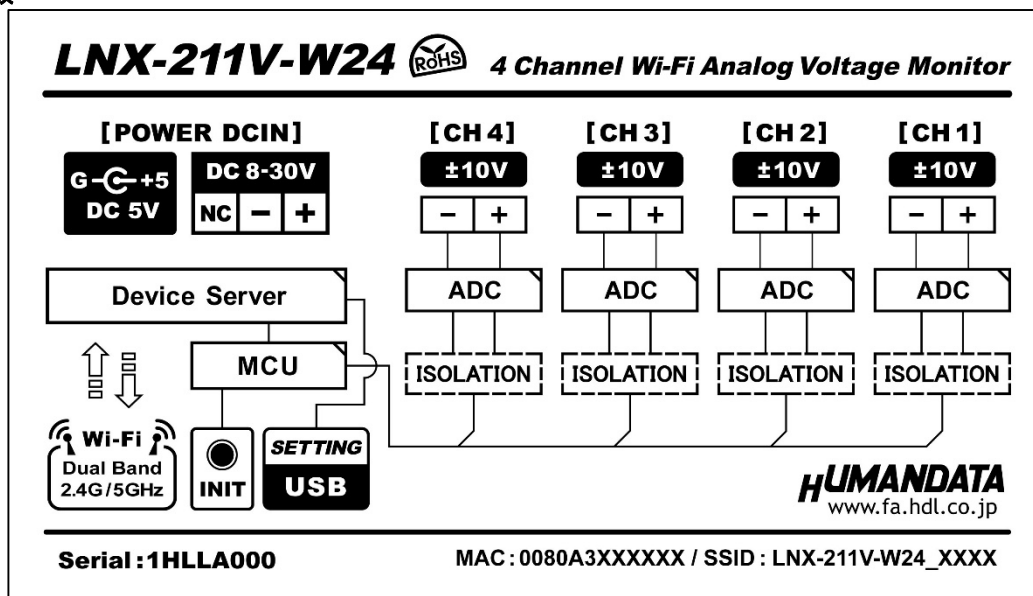 LNX-211V-W24 RoHS 4 Channel Wi-Fi Analog Voltage Monitor
[POWER DCIN] [CH 4] [CH 3] [CH 2] [CH 1]
G +5 DC 8-30V ±10V ±10V ±10V ±10V
DC 5V NC − + − + − + − + − +
Device Server ADC ADC ADC ADC
MCU ISOLATION ISOLATION ISOLATION ISOLATION
Wi-Fi
Dual Band
2.4G/5GHz
INIT
SETTING
USB
HUMANDATA
www.fa.hdl.co.jp
Serial:1HLLA000 MAC:0080A3XXXXXX / SSID : LNX-211V-W24_XXXX